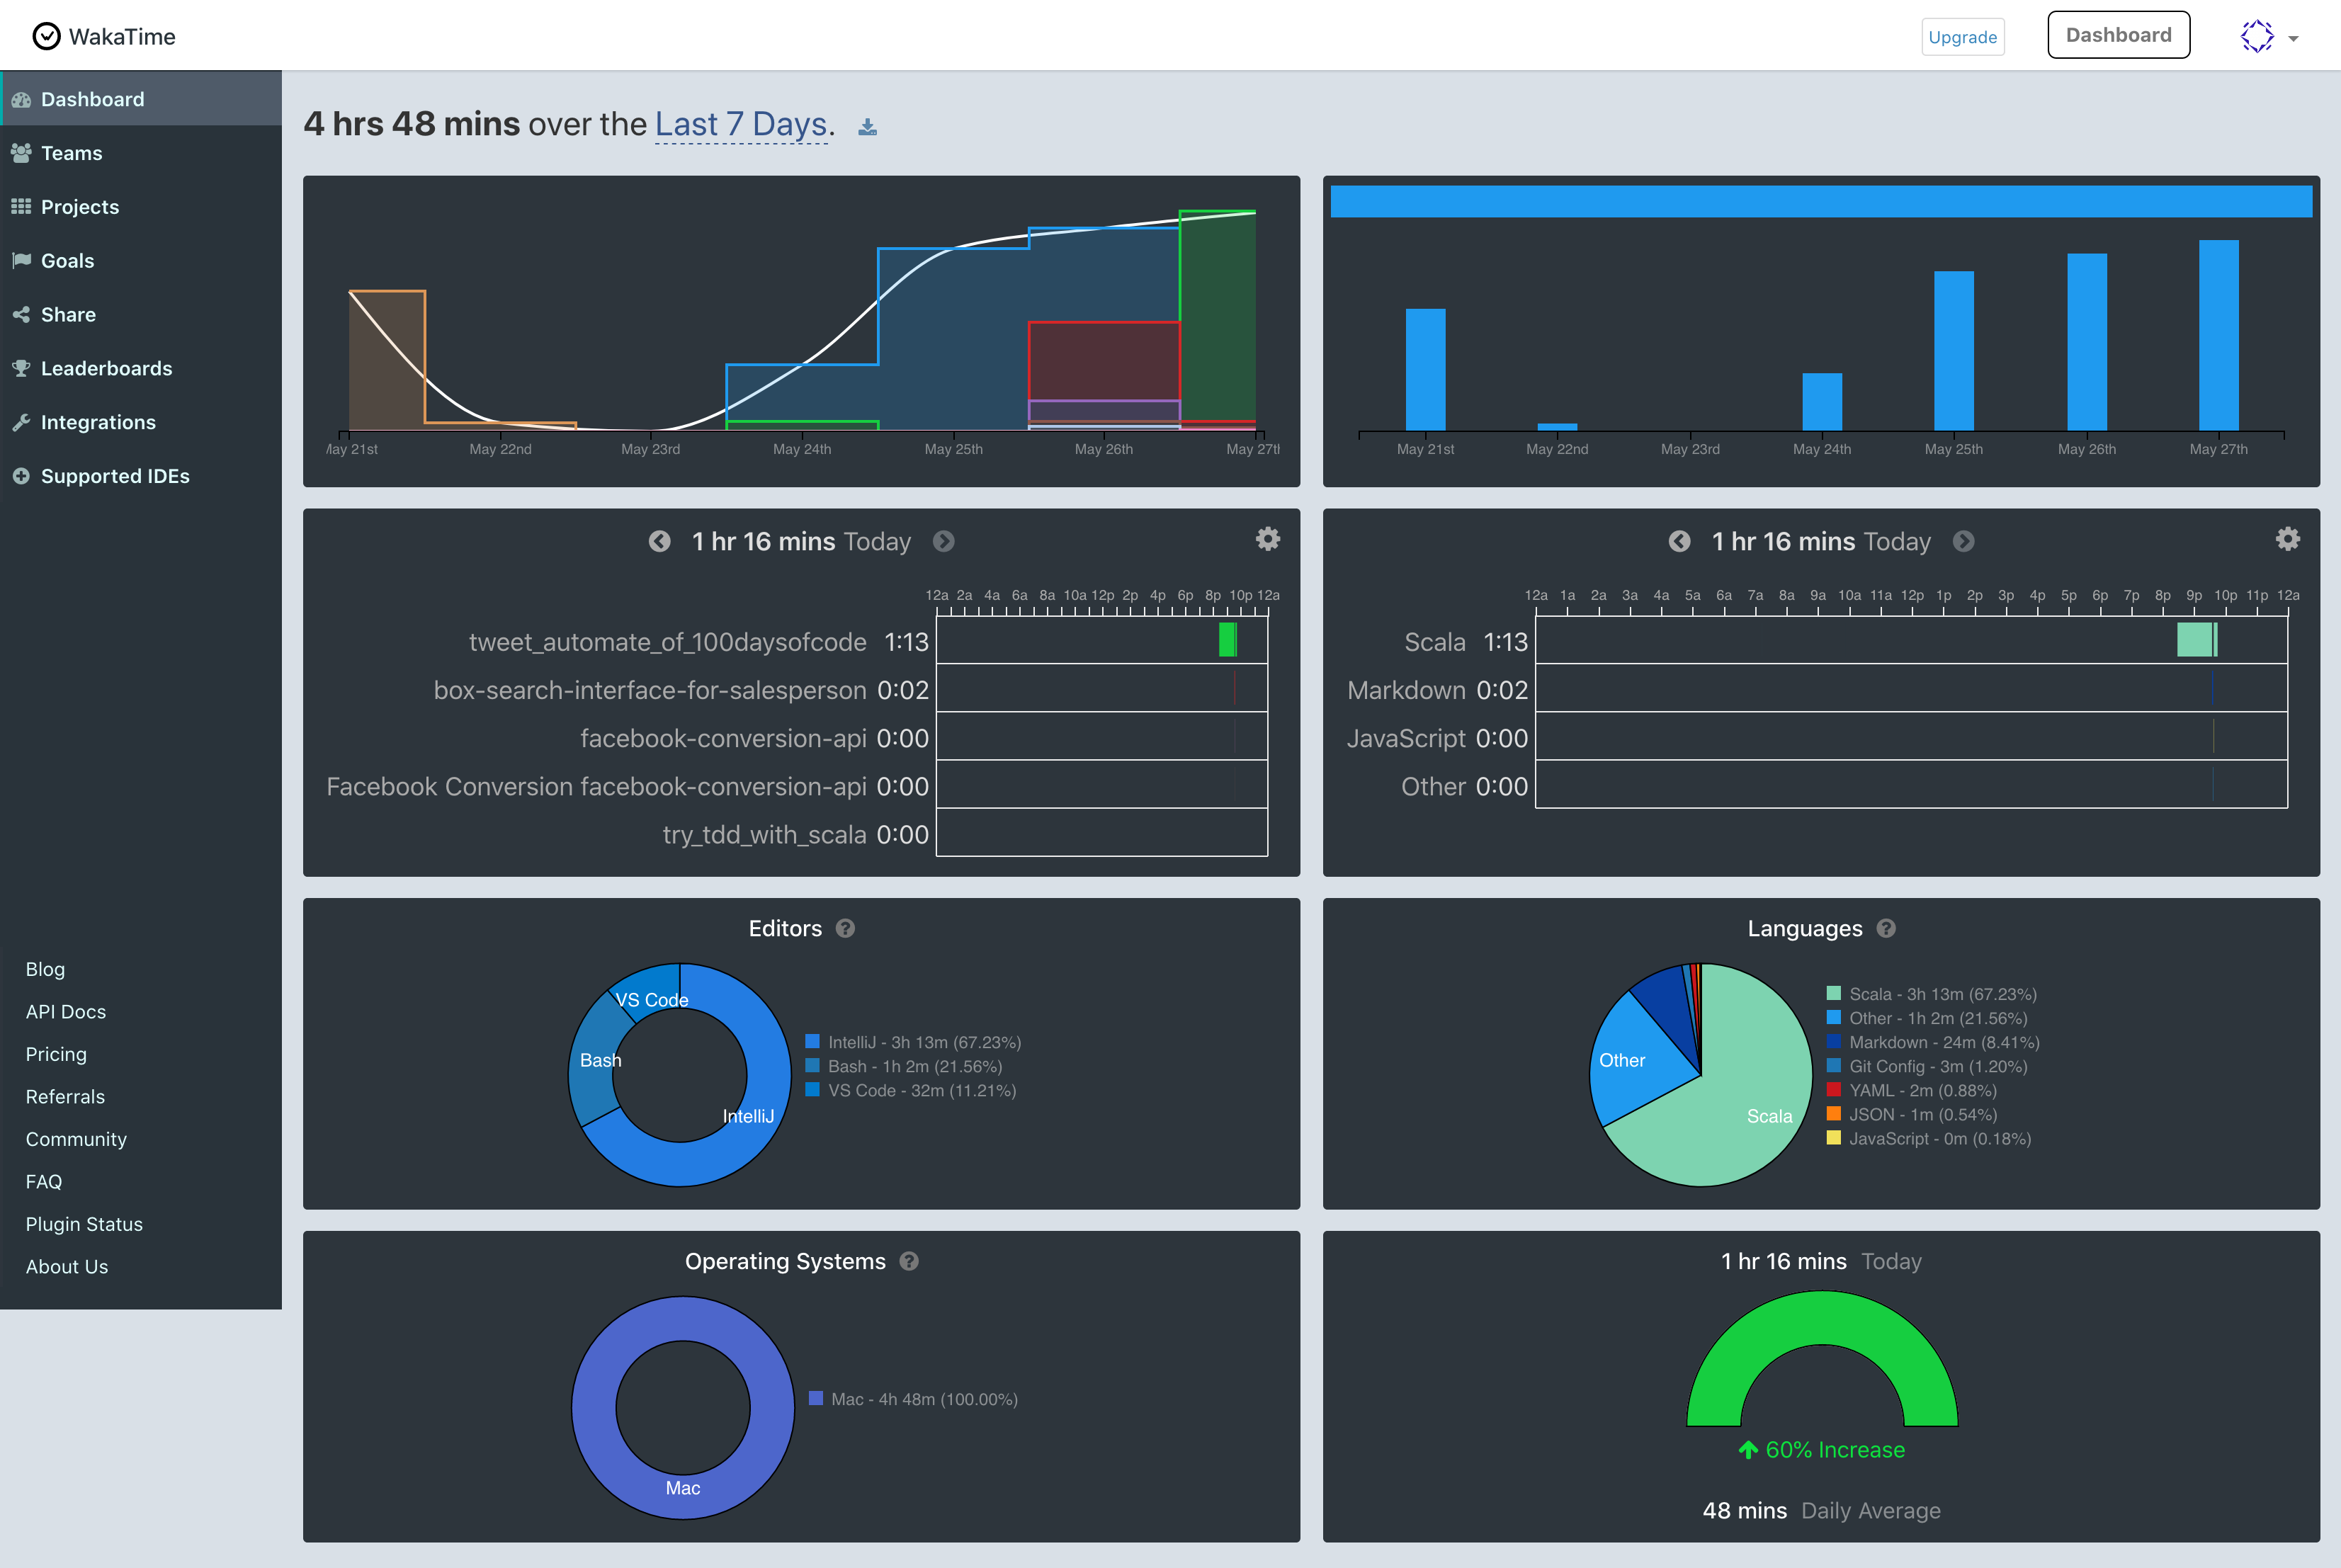 WakaTime
Upgrade
Dashboard
Dashboard
Teams
Projects
Goals
Share
Leaderboards
Integrations
Supported IDEs
Blog
API Docs
Pricing
Referrals
Community
FAQ
Plugin Status
About Us
4 hrs 48 mins over the Last 7 Days.
May 21st May 22nd May 23rd May 24th May 25th May 26th May 27th
May 21st May 22nd May 23rd May 24th May 25th May 26th May 27th
1 hr 16 mins Today
12a 2a 4a 6a 8a 10a 12p 2p 4p 6p 8p 10p 12a
tweet_automate_of_100daysofcode 1:13
box-search-interface-for-salesperson 0:02
facebook-conversion-api 0:00
Facebook Conversion facebook-conversion-api 0:00
try_tdd_with_scala 0:00
1 hr 16 mins Today
12a 1a 2a 3a 4a 5a 6a 7a 8a 9a 10a 11a 12p 1p 2p 3p 4p 5p 6p 7p 8p 9p 10p 11p 12a
Scala 1:13
Markdown 0:02
JavaScript 0:00
Other 0:00
Editors ?
VS Code
Bash
IntelliJ
IntelliJ - 3h 13m (67.23%)
Bash - 1h 2m (21.56%)
VS Code - 32m (11.21%)
Languages ?
Other
Scala
Scala - 3h 13m (67.23%)
Other - 1h 2m (21.56%)
Markdown - 24m (8.41%)
Git Config - 3m (1.20%)
YAML - 2m (0.88%)
JSON - 1m (0.54%)
JavaScript - 0m (0.18%)
Operating Systems ?
Mac
Mac - 4h 48m (100.00%)
1 hr 16 mins Today
60% Increase
48 mins Daily Average